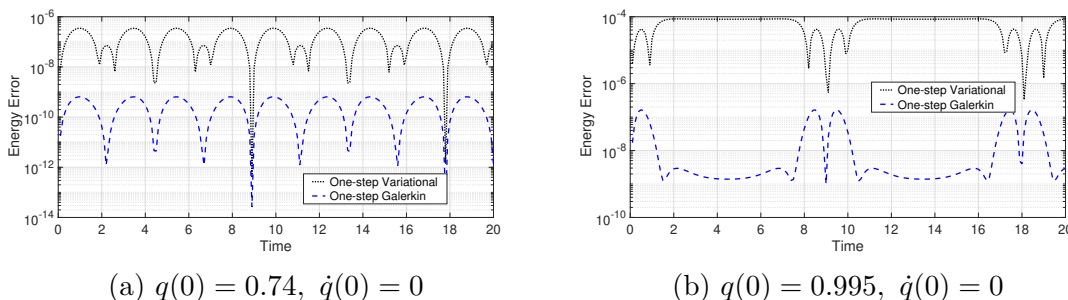 10^-6
10^-8
10^-10
10^-12
10^-14
Energy Error
One-step Variational
One-step Galerkin
0 2 4 6 8 10 12 14 16 18 20
Time
(a) q(0) = 0.74, q̇(0) = 0
10^-4
10^-6
10^-8
10^-10
Energy Error
One-step Variational
One-step Galerkin
0 2 4 6 8 10 12 14 16 18 20
Time
(b) q(0) = 0.995, q̇(0) = 0